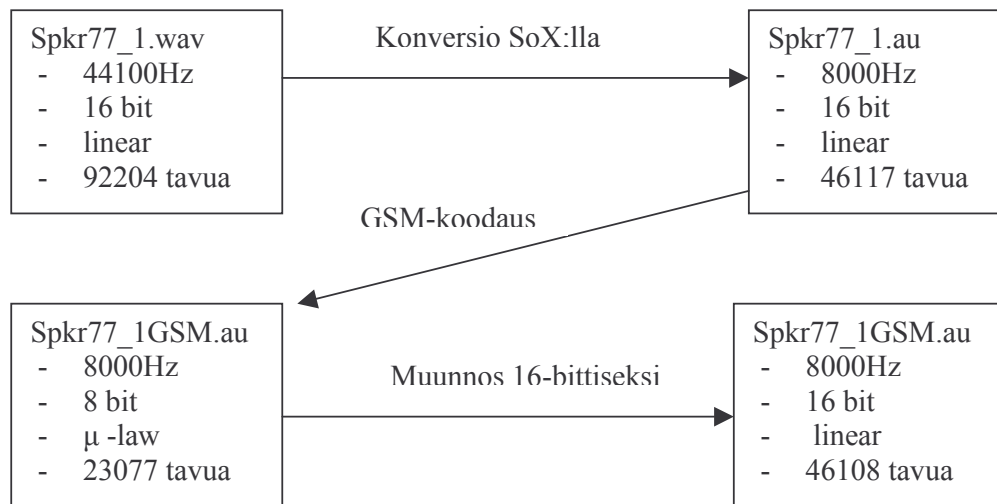 Spkr77_1.wav
- 44100Hz
- 16 bit
- linear
- 92204 tavua
Konversio SoX:lla
Spkr77_1.au
- 8000Hz
- 16 bit
- linear
- 46117 tavua
GSM-koodaus
Spkr77_1GSM.au
- 8000Hz
- 8 bit
- µ -law
- 23077 tavua
Muunnos 16-bittiseksi
Spkr77_1GSM.au
- 8000Hz
- 16 bit
- linear
- 46108 tavua